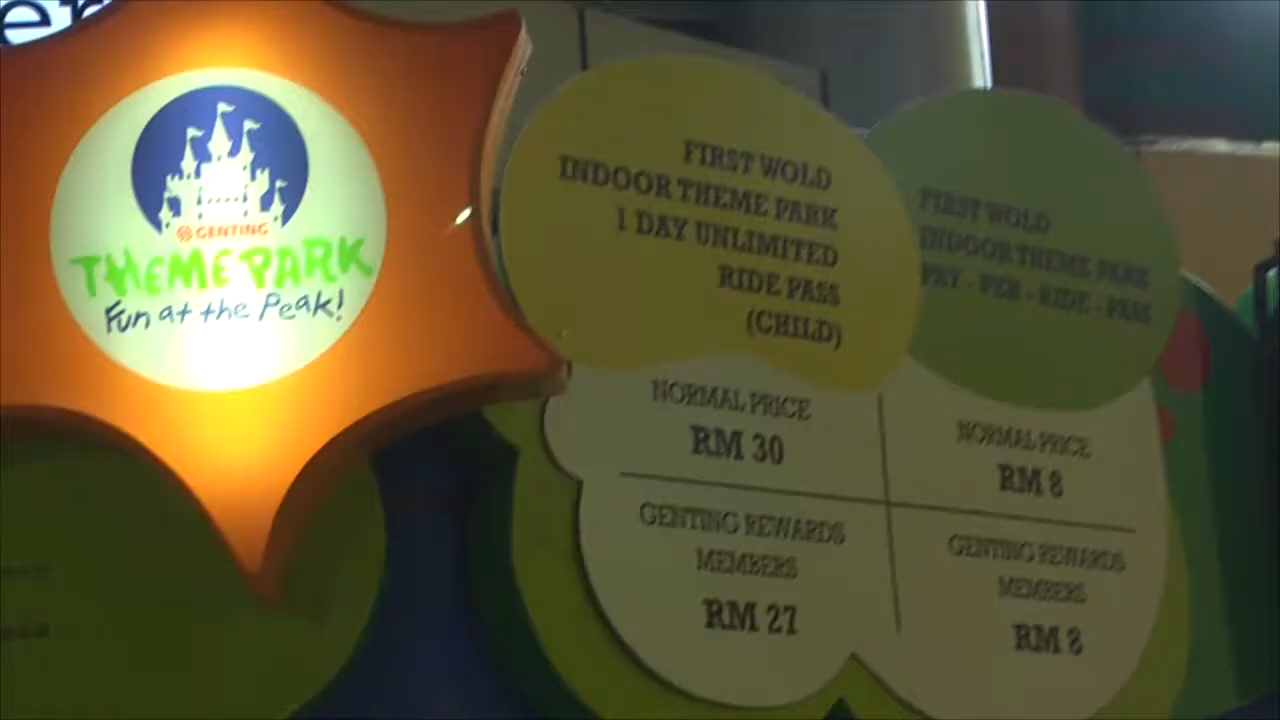 er
GENTING
THEME PARK
Fun at the Peak!
FIRST WOLD
INDOOR THEME PARK
1 DAY UNLIMITED
RIDE PASS
(CHILD)
NORMAL PRICE
RM 30
GENTING REWARDS
MEMBERS
RM 27
FIRST WOLD
INDOOR THEME PARK
PAY - PER - RIDE - PASS
NORMAL PRICE
RM 8
GENTING REWARDS
MEMBERS
RM 8